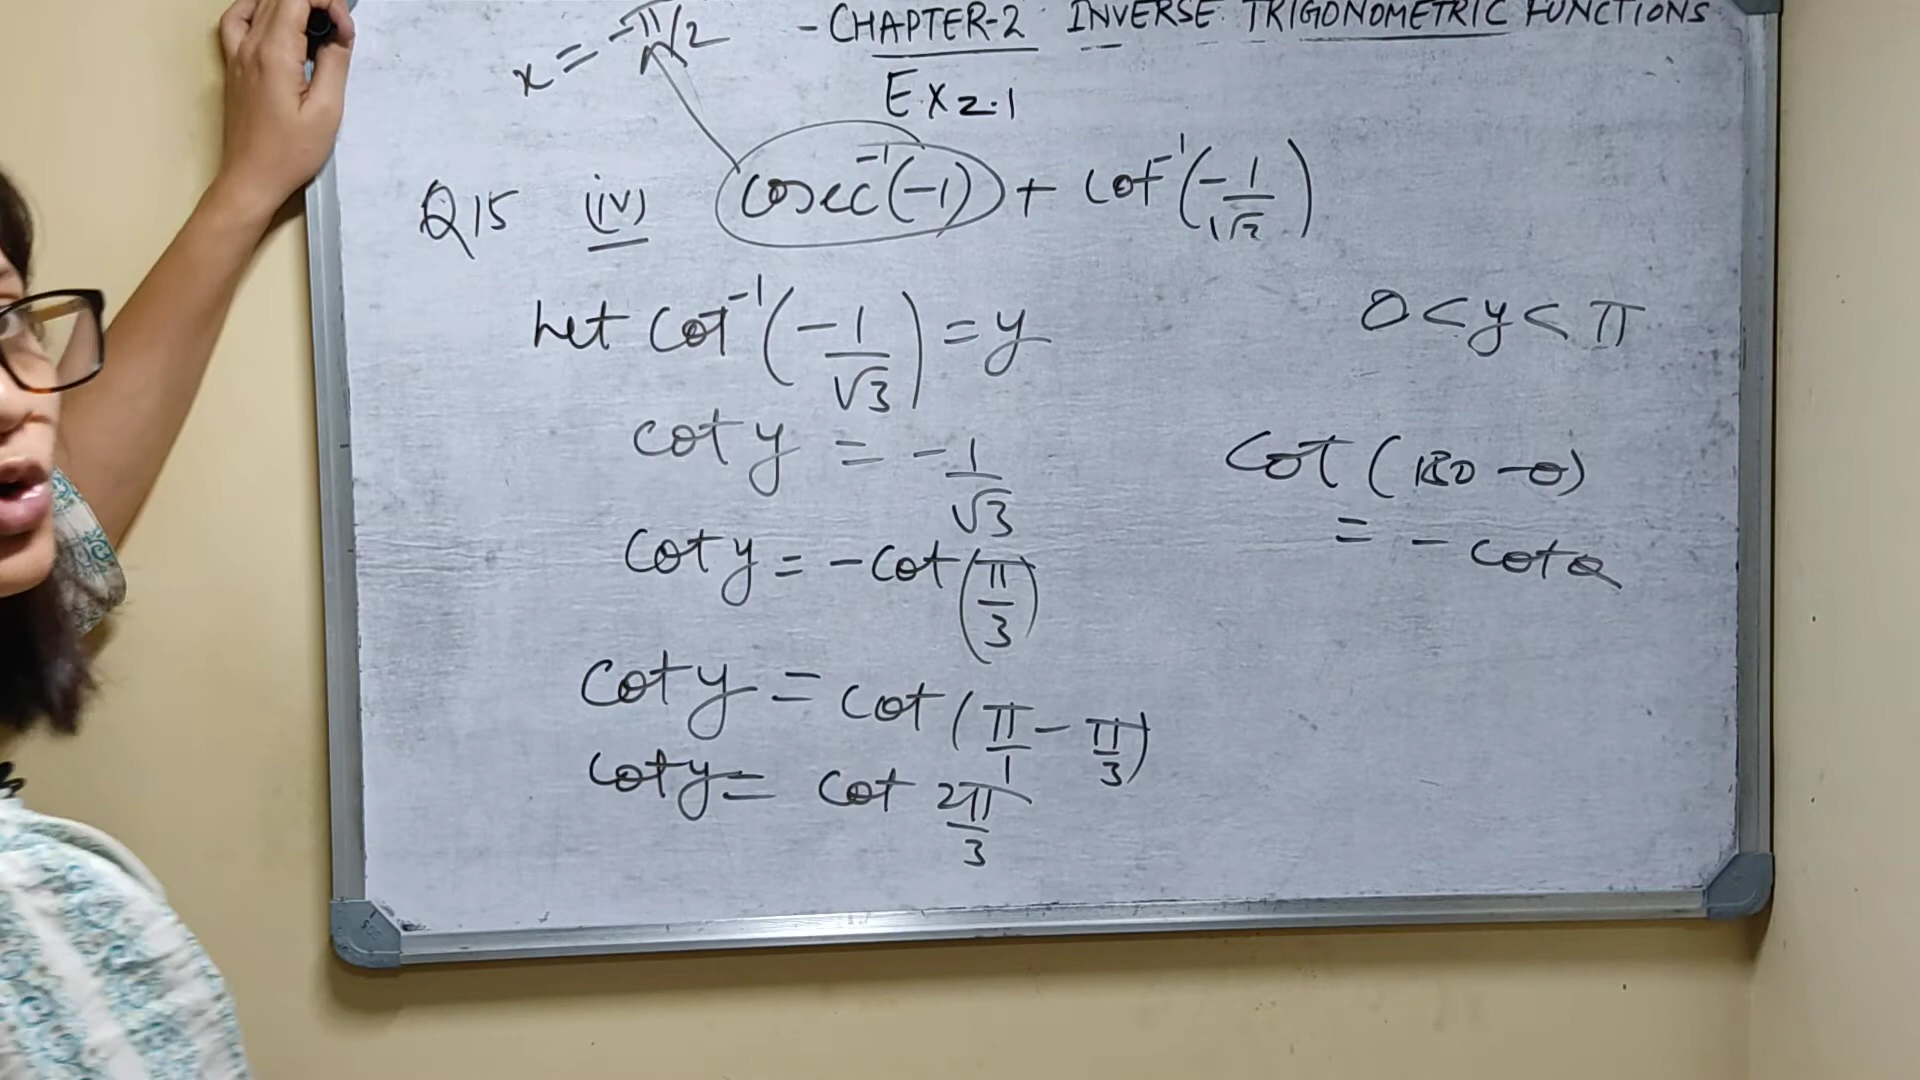 x = -π/2
- CHAPTER-2 INVERSE TRIGONOMETRIC FUNCTIONS
Ex 2.1
Q15 (iv) cosec⁻¹(-1) + cot⁻¹(-1/√3)
Let cot⁻¹(-1/√3) = y
0 < y < π
cot y = -1/√3
cot (180 - θ)
= - cot θ
cot y = -cot(π/3)
cot y = cot(π/1 - π/3)
cot y = cot 2π/3